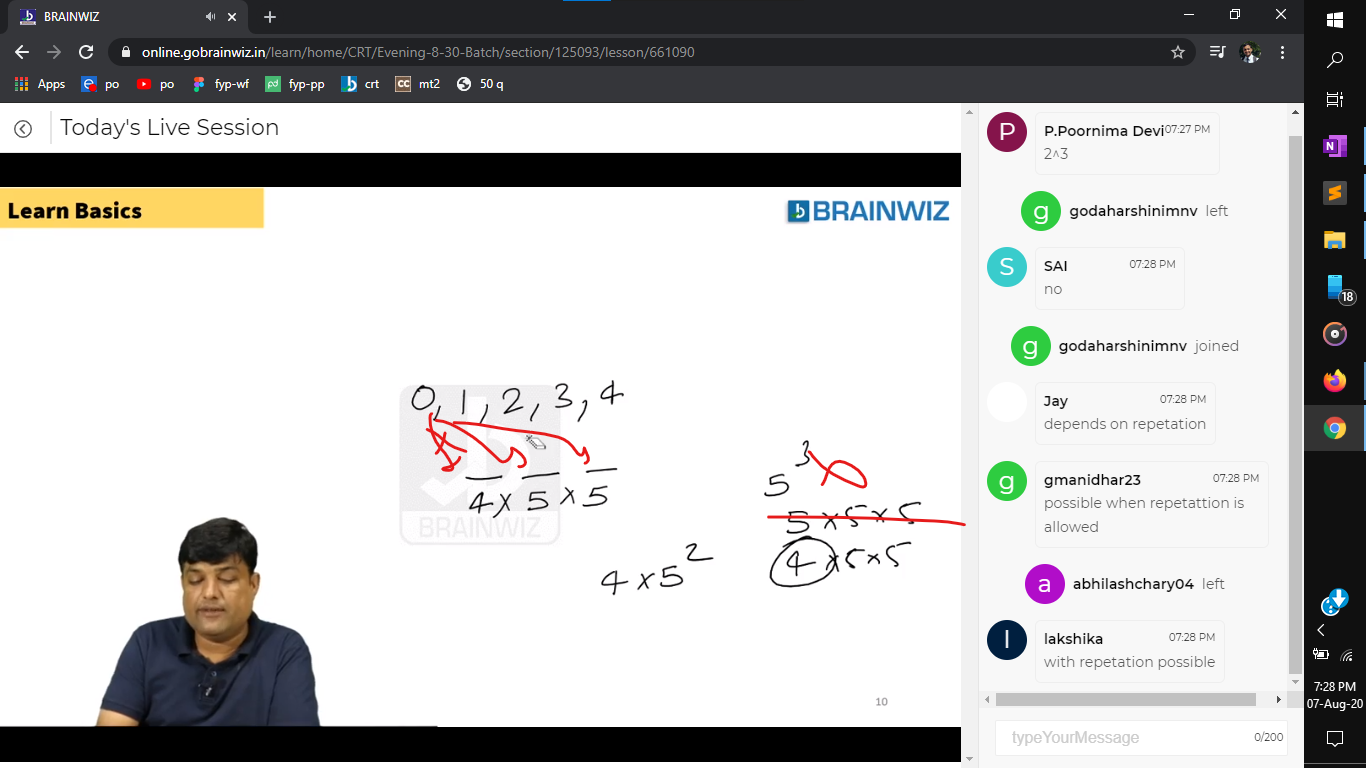 BRAINWIZ
online.gobrainwiz.in/learn/home/CRT/Evening-8-30-Batch/section/125093/lesson/661090
Apps po po fyp-wf fyp-pp crt CC mt2 50 q
Today's Live Session
Learn Basics
BRAINWIZ
0, 1, 2, 3, 4
4 × 5 × 5
BRAINWIZ
4 × 5²
5³
5 × 5 × 5
4 × 5 × 5
10
P
P.Poornima Devi 07:27 PM
2^3
g
godaharshinimnv left
S
SAI 07:28 PM
no
g
godaharshinimnv joined
Jay 07:28 PM
depends on repetation
g
gmanidhar23 07:28 PM
possible when repetattion is
allowed
a
abhilashchary04 left
l
lakshika 07:28 PM
with repetation possible
typeYourMessage 0/200
N
18
7:28 PM
07-Aug-20